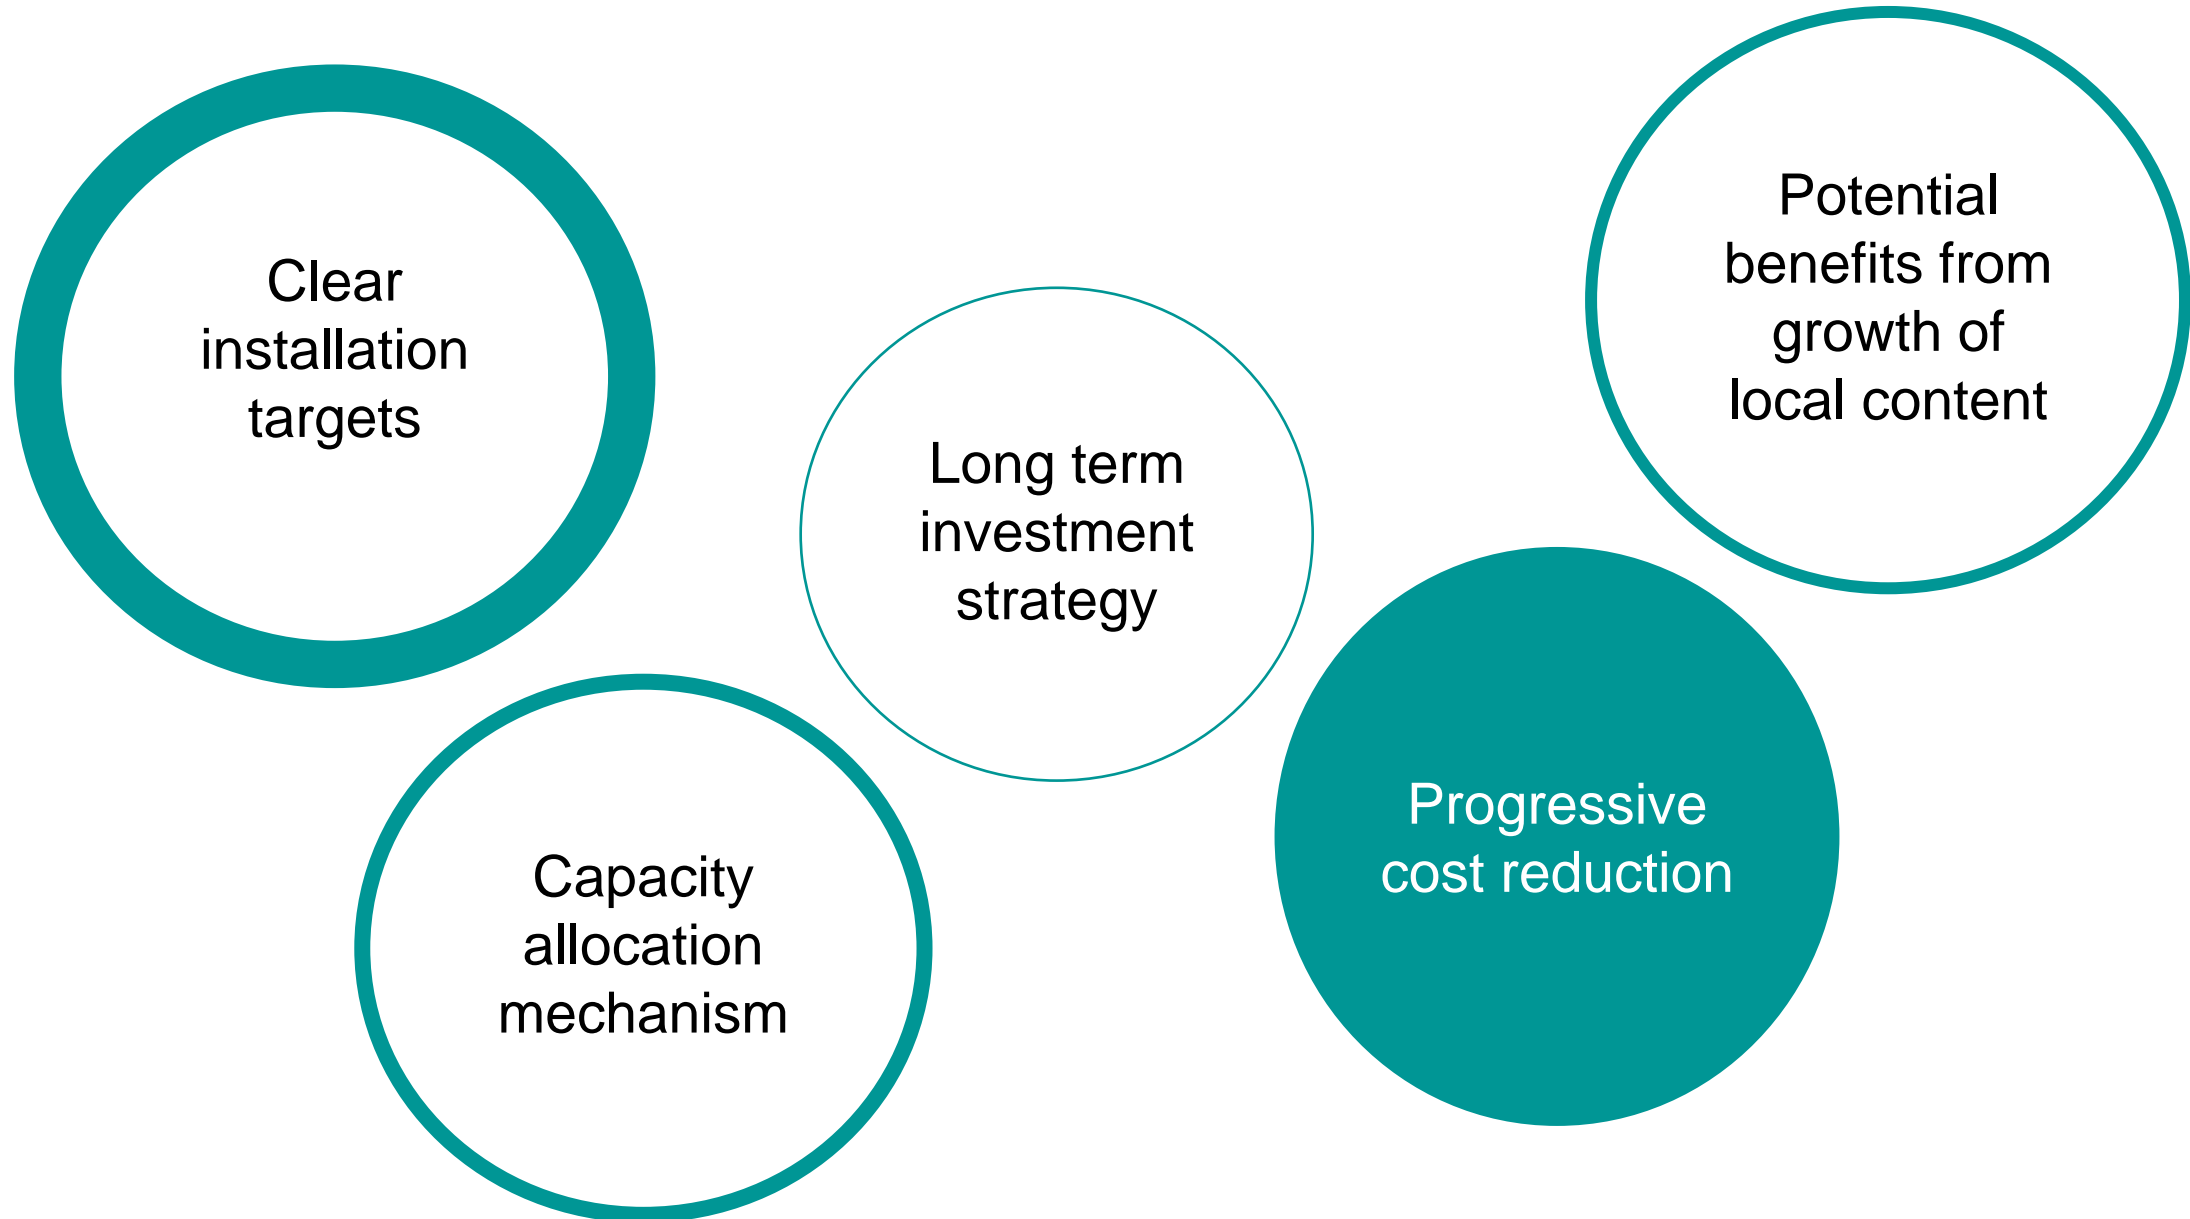 Clear
installation
targets
Capacity
allocation
mechanism
Long term
investment
strategy
Progressive
cost reduction
Potential
benefits from
growth of
local content